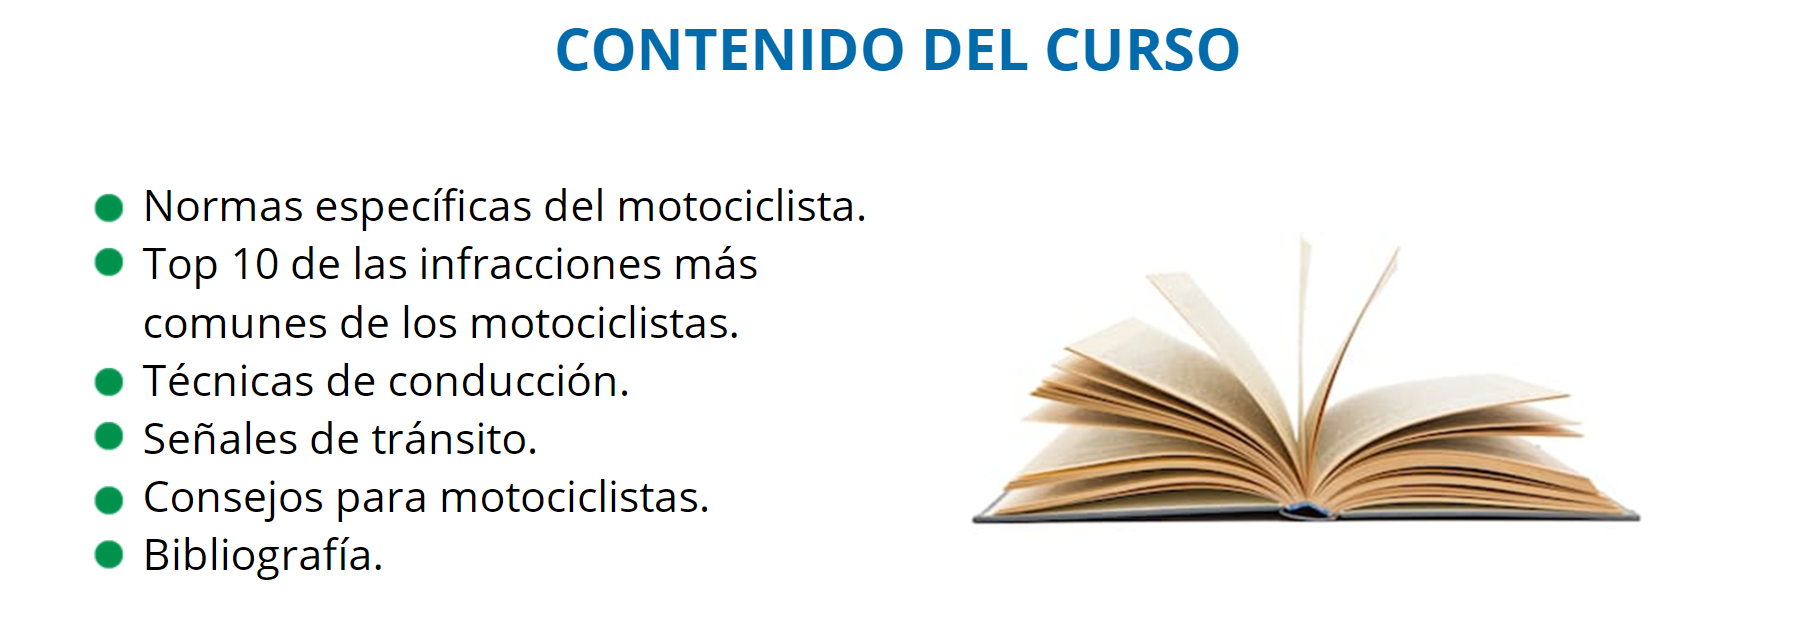 CONTENIDO DEL CURSO
Normas específicas del motociclista.
Top 10 de las infracciones más
comunes de los motociclistas.
Técnicas de conducción.
Señales de tránsito.
Consejos para motociclistas.
Bibliografía.